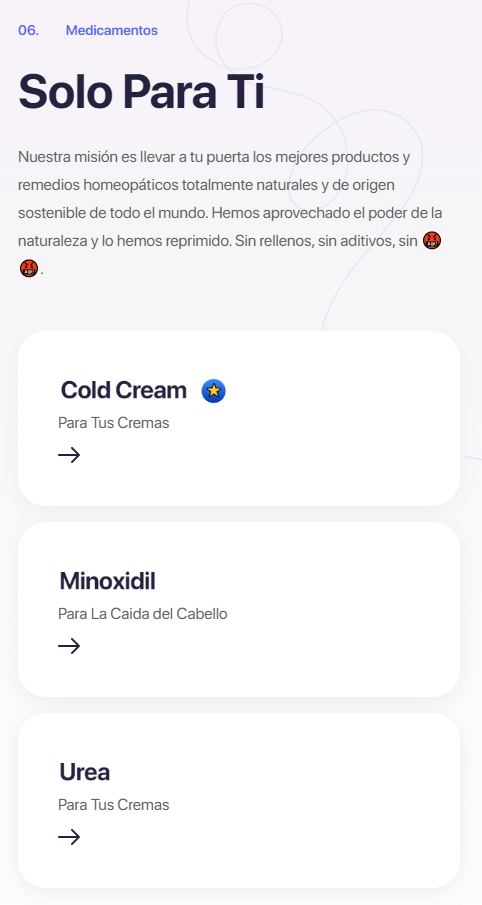 06. Medicamentos
Solo Para Ti
Nuestra misión es llevar a tu puerta los mejores productos y
remedios homeopáticos totalmente naturales y de origen
sostenible de todo el mundo. Hemos aprovechado el poder de la
naturaleza y lo hemos reprimido. Sin rellenos, sin aditivos, sin 🤬
🤬.
Cold Cream
Para Tus Cremas
Minoxidil
Para La Caida del Cabello
Urea
Para Tus Cremas